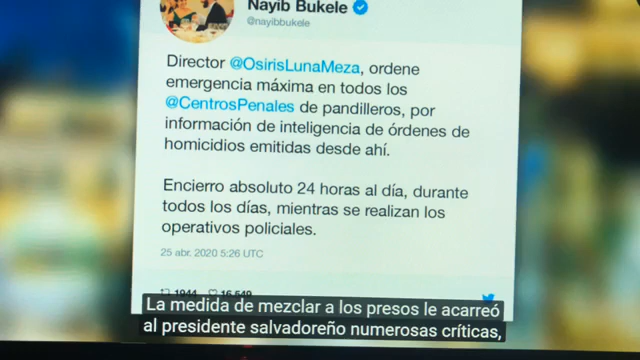 Nayib Bukele
@nayibbukele
Director @OsirisLunaMeza, ordene
emergencia máxima en todos los
@CentrosPenales de pandilleros, por
información de inteligencia de órdenes de
homicidios emitidas desde ahí.
Encierro absoluto 24 horas al día, durante
todos los días, mientras se realizan los
operativos policiales.
25 abr. 2020 5:26 UTC
1944 16.549
La medida de mezclar a los presos le acarreó
al presidente salvadoreño numerosas críticas,